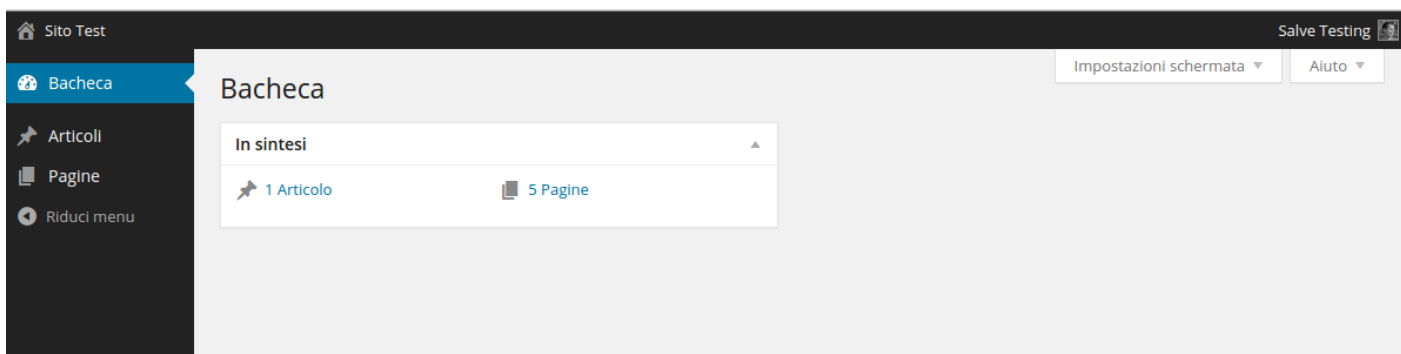 Sito Test
Salve Testing
Bacheca
Articoli
Pagine
Riduci menu
Impostazioni schermata
Aiuto
Bacheca
In sintesi
1 Articolo
5 Pagine